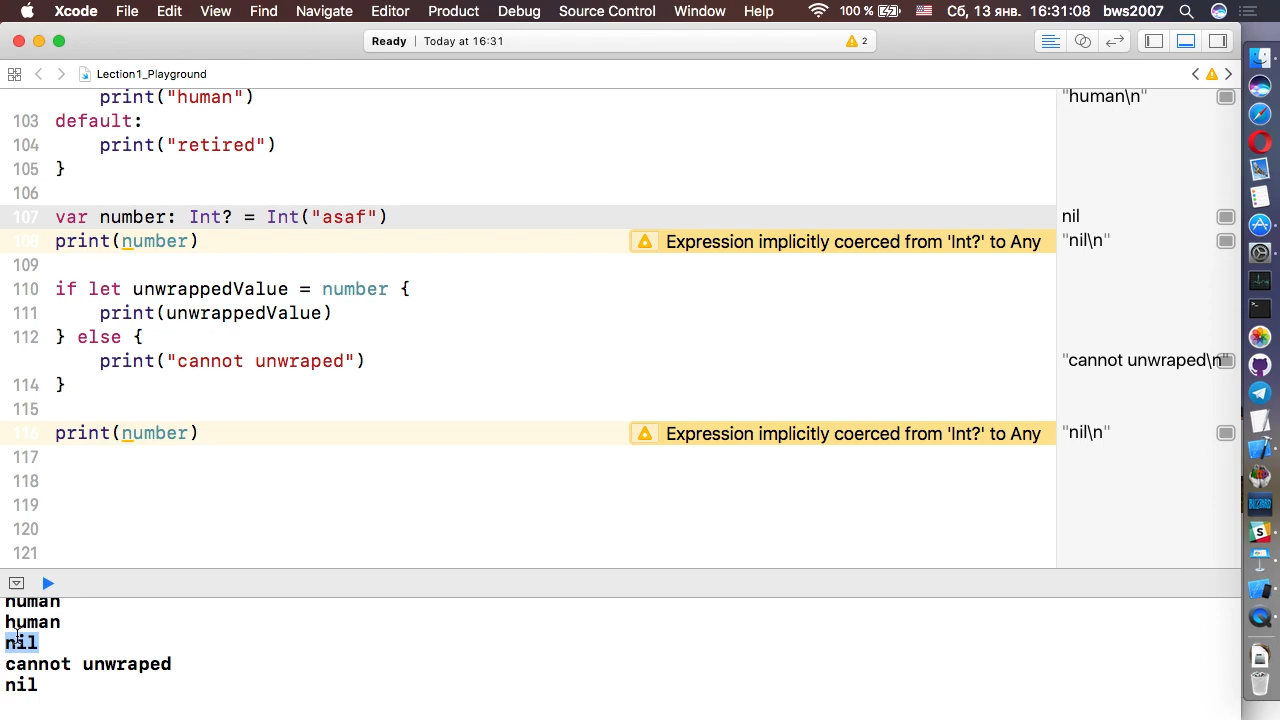 Xcode File Edit View Find Navigate Editor Product Debug Source Control Window Help 100 % Сб, 13 янв. 16:31:08 bws2007
Ready | Today at 16:31 2
Lection1_Playground
print("human") "human\n"
103 default:
104 print("retired")
105 }
106
107 var number: Int? = Int("asaf") nil
108 print(number) Expression implicitly coerced from 'Int?' to Any "nil\n"
109
110 if let unwrappedValue = number {
111 print(unwrappedValue)
112 } else {
print("cannot unwraped") "cannot unwraped\n"
114 }
115
116 print(number) Expression implicitly coerced from 'Int?' to Any "nil\n"
117
118
119
120
121
human
human
nil
cannot unwraped
nil